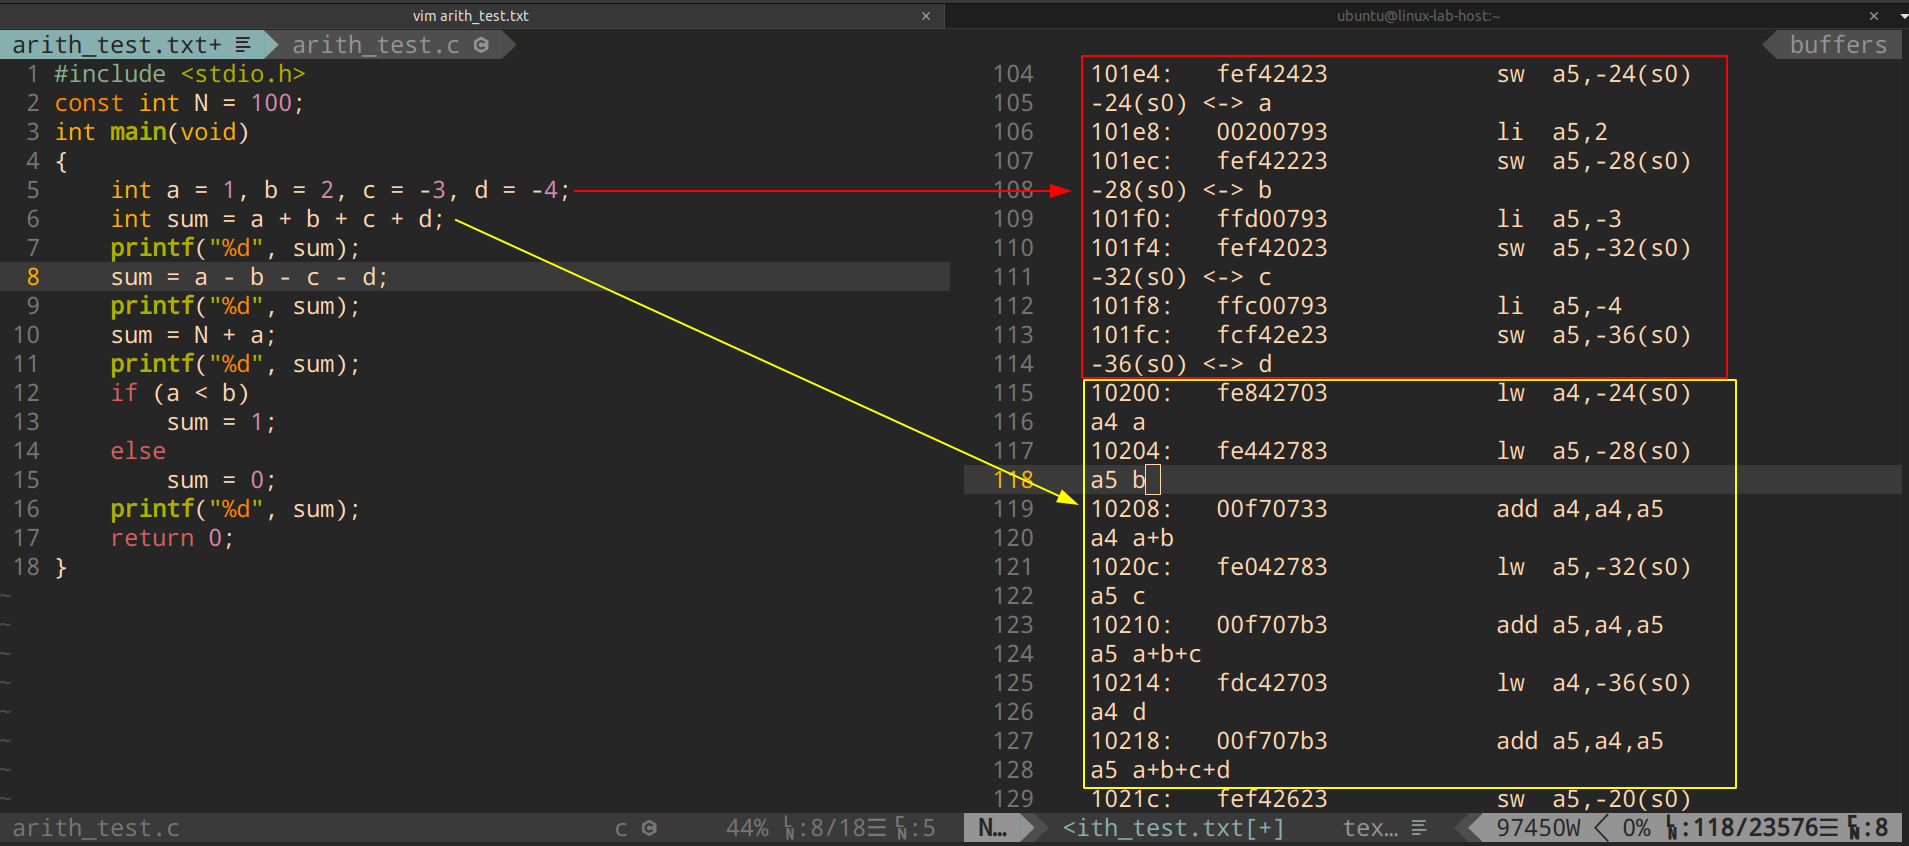 vim arith_test.txt ×
ubuntu@linux-lab-host:~ ×
arith_test.txt+ arith_test.c
buffers
1 #include <stdio.h>
2 const int N = 100;
3 int main(void)
4 {
5 int a = 1, b = 2, c = -3, d = -4;
6 int sum = a + b + c + d;
7 printf("%d", sum);
8 sum = a - b - c - d;
9 printf("%d", sum);
10 sum = N + a;
11 printf("%d", sum);
12 if (a < b)
13 sum = 1;
14 else
15 sum = 0;
16 printf("%d", sum);
17 return 0;
18 }
~
~
~
~
~
~
~
~
arith_test.c c 44% LN:8/18 CN:5
104 101e4: fef42423 sw a5,-24(s0)
105 -24(s0) <-> a
106 101e8: 00200793 li a5,2
107 101ec: fef42223 sw a5,-28(s0)
108 -28(s0) <-> b
109 101f0: ffd00793 li a5,-3
110 101f4: fef42023 sw a5,-32(s0)
111 -32(s0) <-> c
112 101f8: ffc00793 li a5,-4
113 101fc: fcf42e23 sw a5,-36(s0)
114 -36(s0) <-> d
115 10200: fe842703 lw a4,-24(s0)
116 a4 a
117 10204: fe442783 lw a5,-28(s0)
118 a5 b
119 10208: 00f70733 add a4,a4,a5
120 a4 a+b
121 1020c: fe042783 lw a5,-32(s0)
122 a5 c
123 10210: 00f707b3 add a5,a4,a5
124 a5 a+b+c
125 10214: fdc42703 lw a4,-36(s0)
126 a4 d
127 10218: 00f707b3 add a5,a4,a5
128 a5 a+b+c+d
129 1021c: fef42623 sw a5,-20(s0)
N… <ith_test.txt[+] tex… 97450W 0% LN:118/23576 CN:8